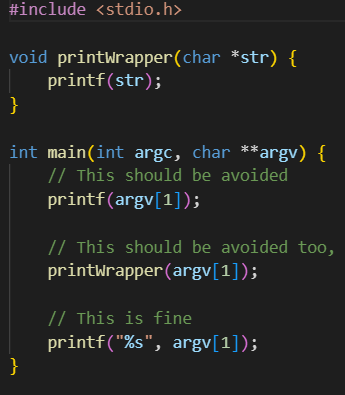 #include <stdio.h>

void printWrapper(char *str) {
    printf(str);
}

int main(int argc, char **argv) {
    // This should be avoided
    printf(argv[1]);

    // This should be avoided too,
    printWrapper(argv[1]);

    // This is fine
    printf("%s", argv[1]);
}